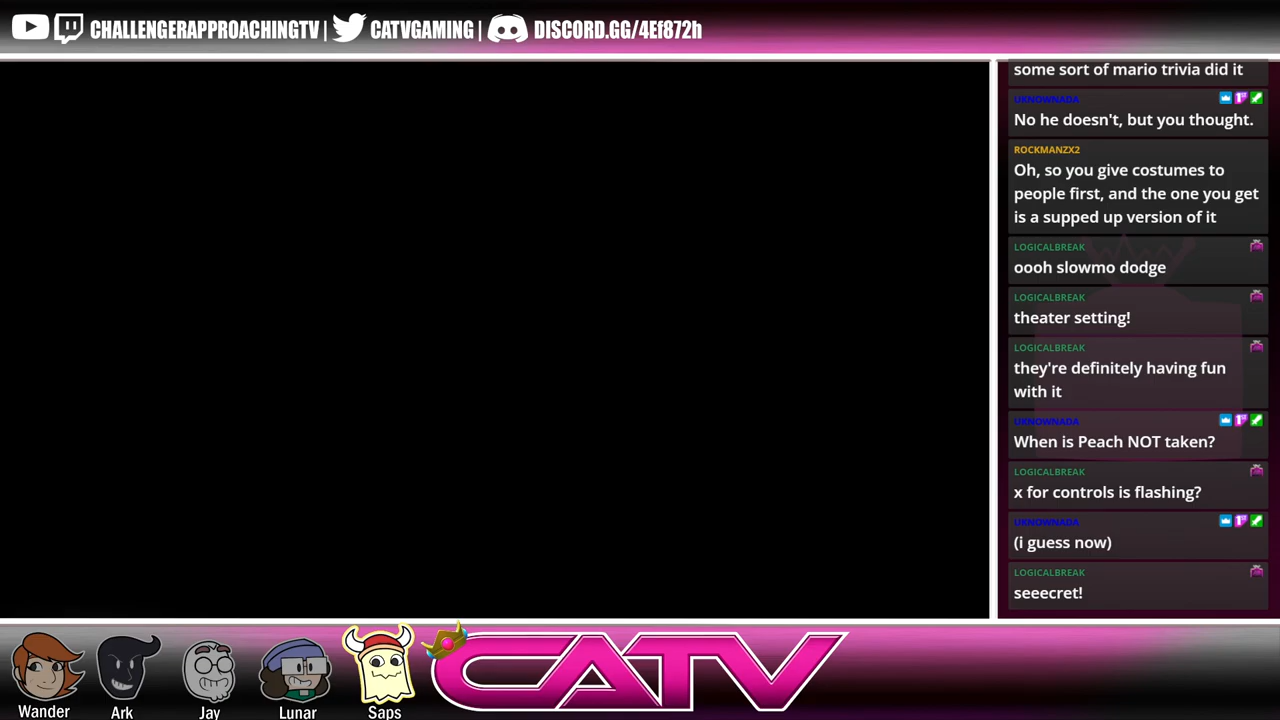 CHALLENGERAPPROACHINGTV | CATVGAMING | DISCORD.GG/4Ef872h
some sort of mario trivia did it
UKNOWNADA
No he doesn't, but you thought.
ROCKMANZX2
Oh, so you give costumes to
people first, and the one you get
is a supped up version of it
LOGICALBREAK
oooh slowmo dodge
LOGICALBREAK
theater setting!
LOGICALBREAK
they're definitely having fun
with it
UKNOWNADA
When is Peach NOT taken?
LOGICALBREAK
x for controls is flashing?
UKNOWNADA
(i guess now)
LOGICALBREAK
seeecret!
CATV
Wander Ark Jay Lunar Saps